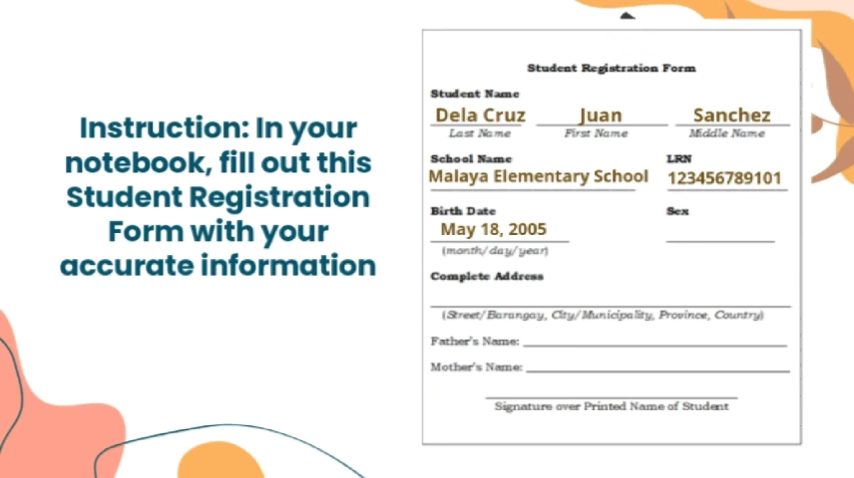 Instruction: In your
notebook, fill out this
Student Registration
Form with your
accurate information
Student Registration Form
Student Name
Dela Cruz Juan Sanchez
Last Name First Name Middle Name
School Name LRN
Malaya Elementary School 123456789101
Birth Date Sex
May 18, 2005
(month/day/year)
Complete Address
(Street/Barangay, City/Municipality, Province, Country)
Father's Name:
Mother's Name:
Signature over Printed Name of Student